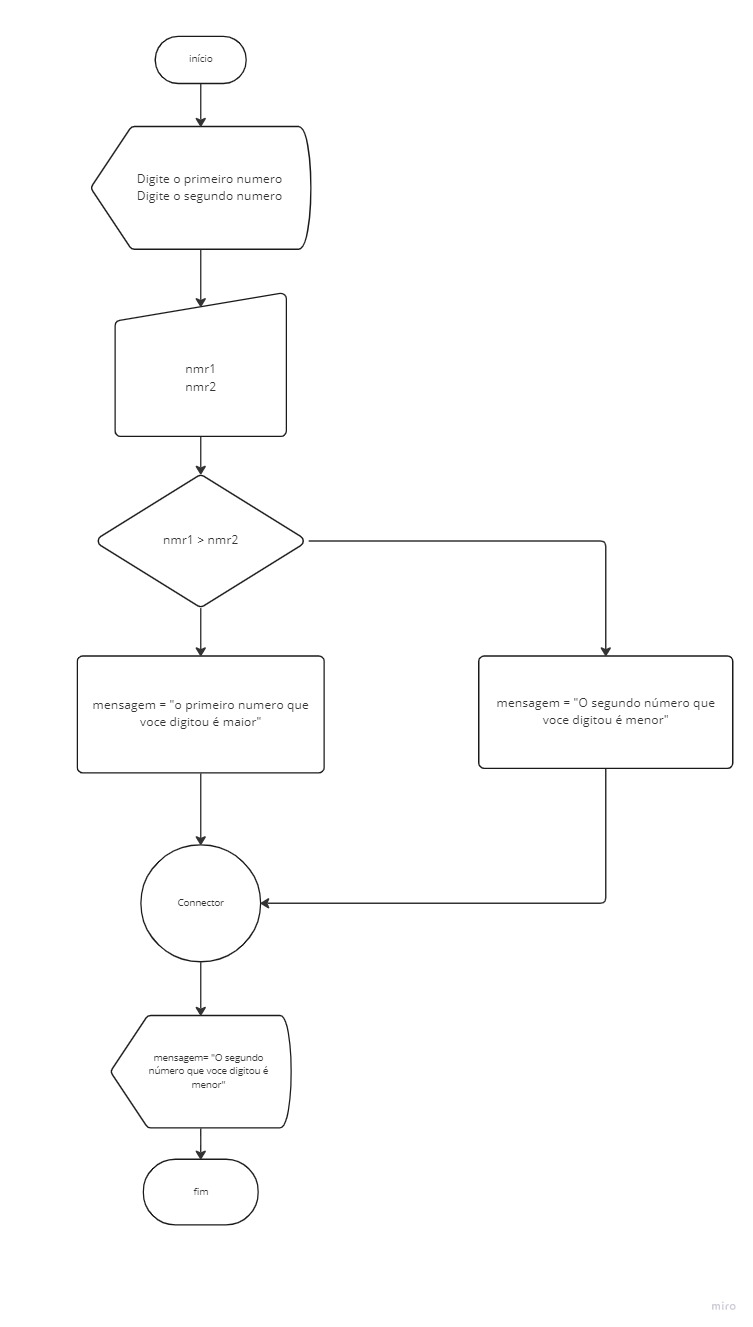 início
Digite o primeiro numero
Digite o segundo numero
nmr1
nmr2
nmr1 > nmr2
mensagem = "o primeiro numero que
voce digitou é maior"
mensagem = "O segundo número que
voce digitou é menor"
Connector
mensagem= "O segundo
número que voce digitou é
menor"
fim
miro